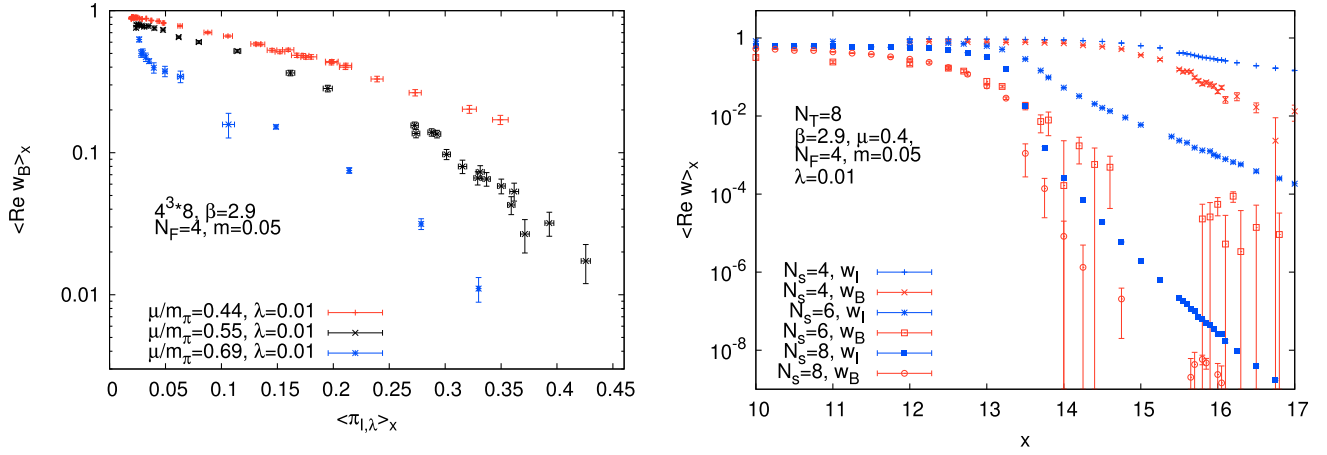 <Re w_B>_x
1
0.1
0.01
4^3*8, β=2.9
N_F=4, m=0.05
μ/m_π=0.44, λ=0.01
μ/m_π=0.55, λ=0.01
μ/m_π=0.69, λ=0.01
0 0.05 0.1 0.15 0.2 0.25 0.3 0.35 0.4 0.45
<π_{I,λ}>_x
<Re w>_x
1
10^-2
10^-4
10^-6
10^-8
N_T=8
β=2.9, μ=0.4,
N_F=4, m=0.05
λ=0.01
N_s=4, w_I
N_s=4, w_B
N_s=6, w_I
N_s=6, w_B
N_s=8, w_I
N_s=8, w_B
10 11 12 13 14 15 16 17
x